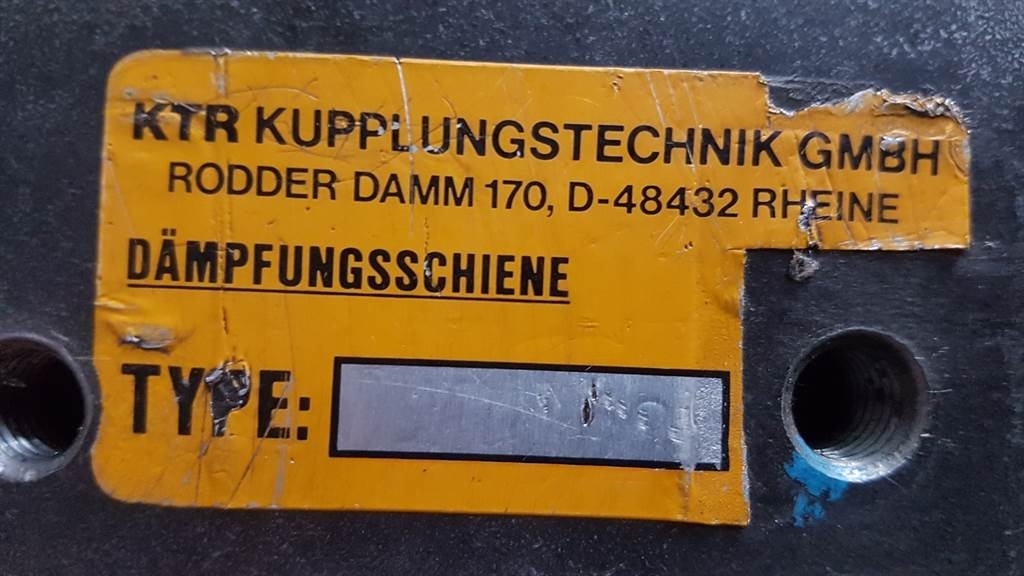 KTR KUPPLUNGSTECHNIK GMBH
RODDER DAMM 170, D-48432 RHEINE
DÄMPFUNGSSCHIENE
TYPE: